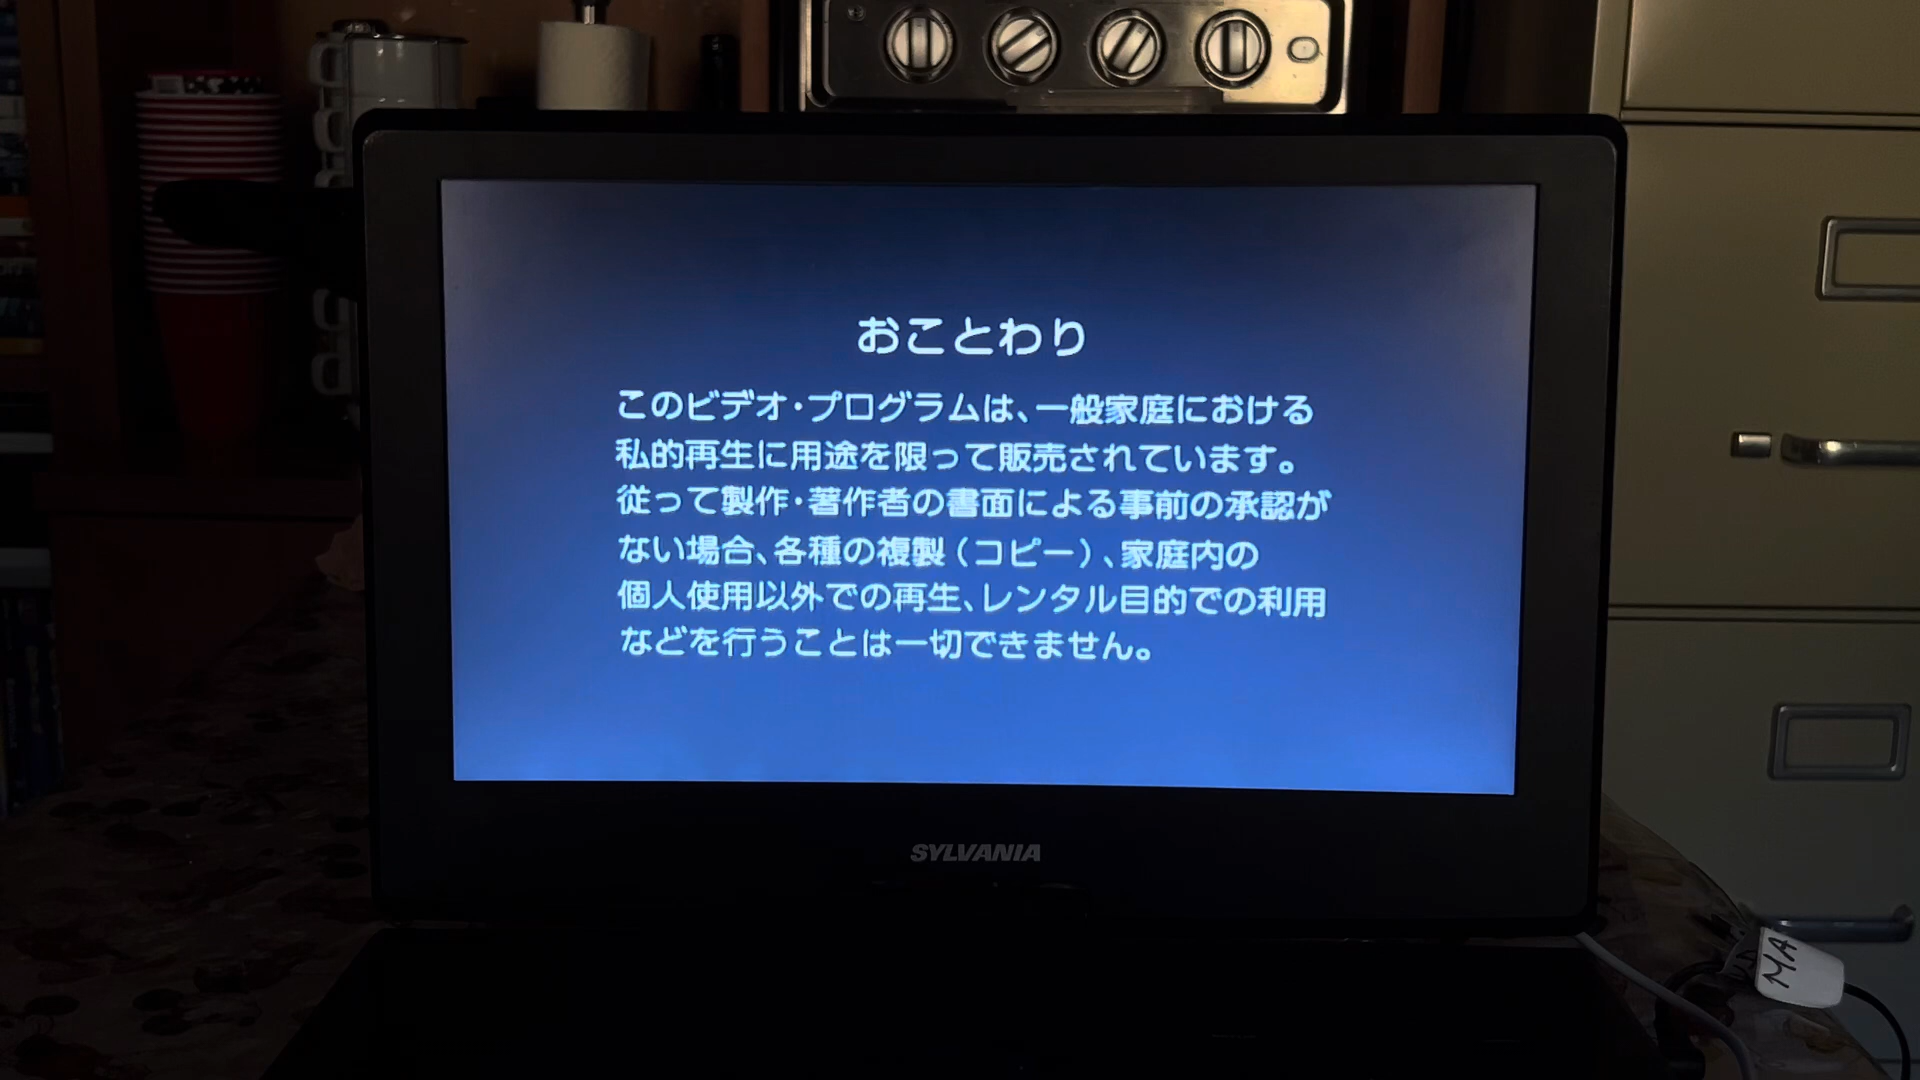 おことわり
このビデオ・プログラムは、一般家庭における
私的再生に用途を限って販売されています。
従って製作・著作者の書面による事前の承認が
ない場合、各種の複製(コピー)、家庭内の
個人使用以外での再生、レンタル目的での利用
などを行うことは一切できません。
SYLVANIA
MA